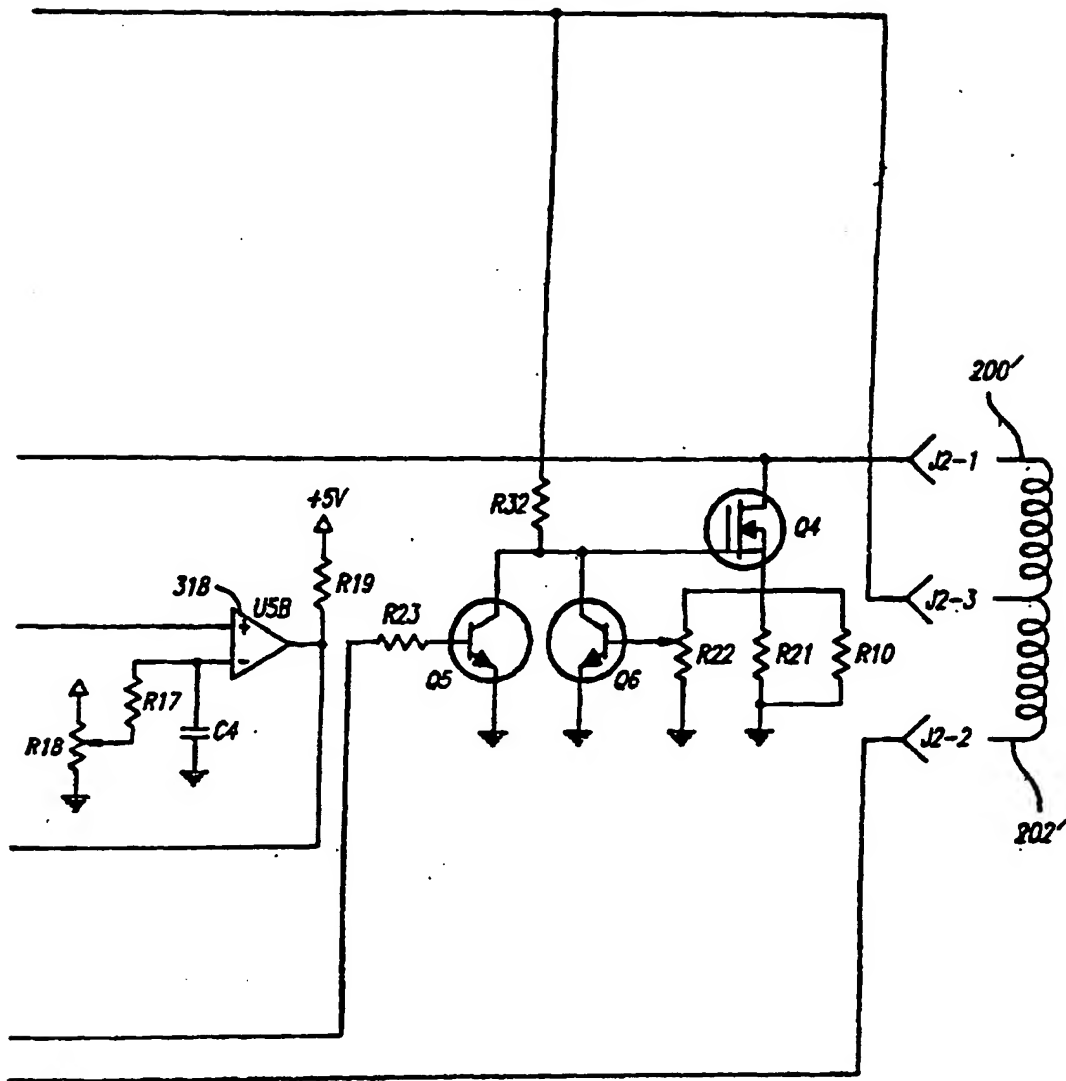 200'
J2-1
R32
Q4
+5V
318
U5B
R19
R23
+
-
R17
R18
C4
Q5
Q6
R22
R21
R10
J2-3
J2-2
202'